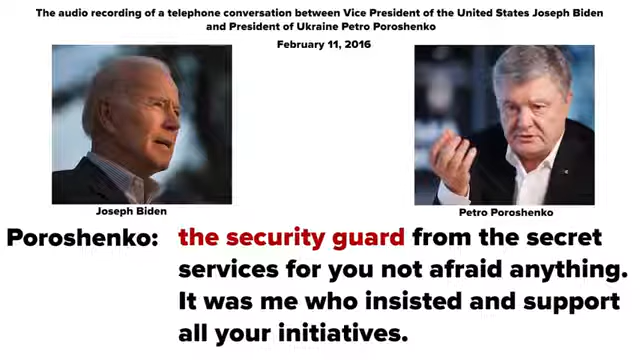 The audio recording of a telephone conversation between Vice President of the United States Joseph Biden
and President of Ukraine Petro Poroshenko
February 11, 2016
Joseph Biden
Petro Poroshenko
Poroshenko: the security guard from the secret
services for you not afraid anything.
It was me who insisted and support
all your initiatives.